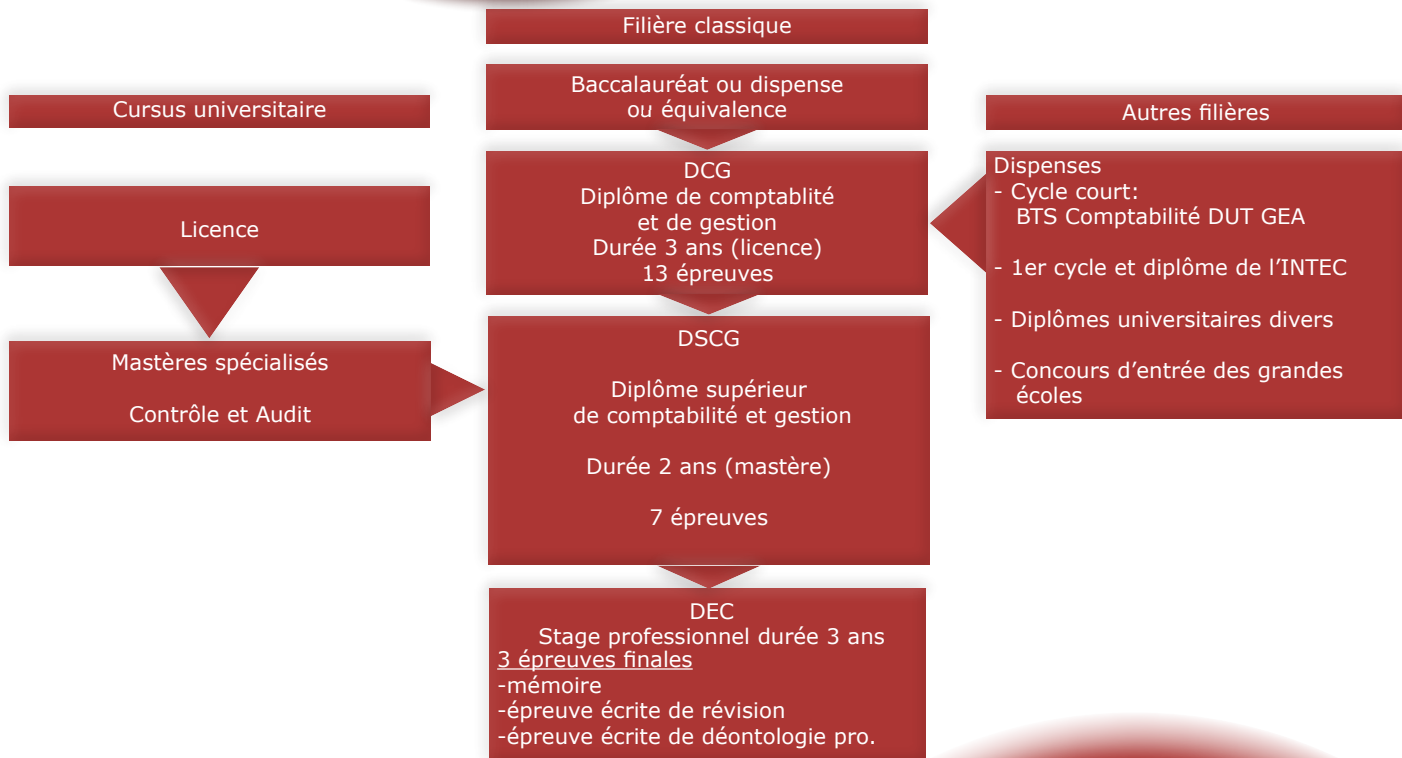 Filière classique
Baccalauréat ou dispense
ou équivalence
Cursus universitaire
Autres filières
DCG
Diplôme de comptablité
et de gestion
Durée 3 ans (licence)
13 épreuves
Dispenses
- Cycle court:
BTS Comptabilité DUT GEA
- 1er cycle et diplôme de l’INTEC
- Diplômes universitaires divers
- Concours d’entrée des grandes
écoles
Licence
Mastères spécialisés
Contrôle et Audit
DSCG
Diplôme supérieur
de comptabilité et gestion
Durée 2 ans (mastère)
7 épreuves
DEC
Stage professionnel durée 3 ans
3 épreuves finales
-mémoire
-épreuve écrite de révision
-épreuve écrite de déontologie pro.